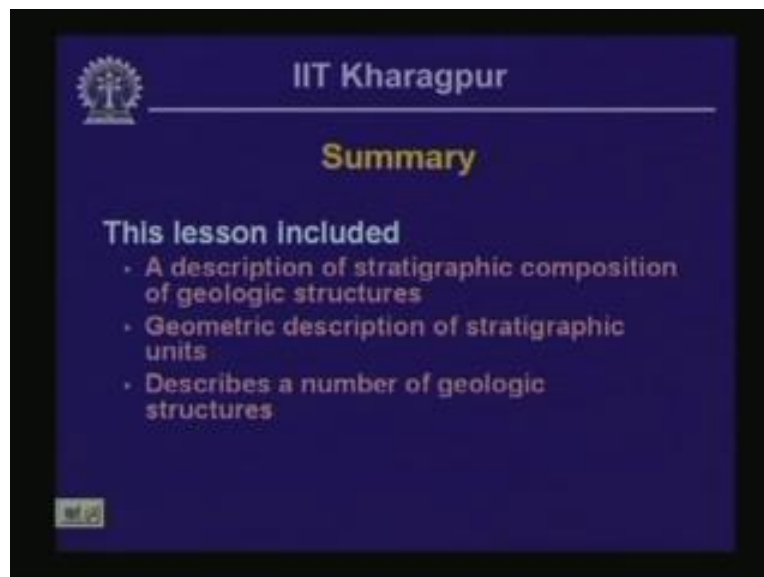 IIT Kharagpur
Summary
This lesson included
• A description of stratigraphic composition
of geologic structures
• Geometric description of stratigraphic
units
• Describes a number of geologic
structures